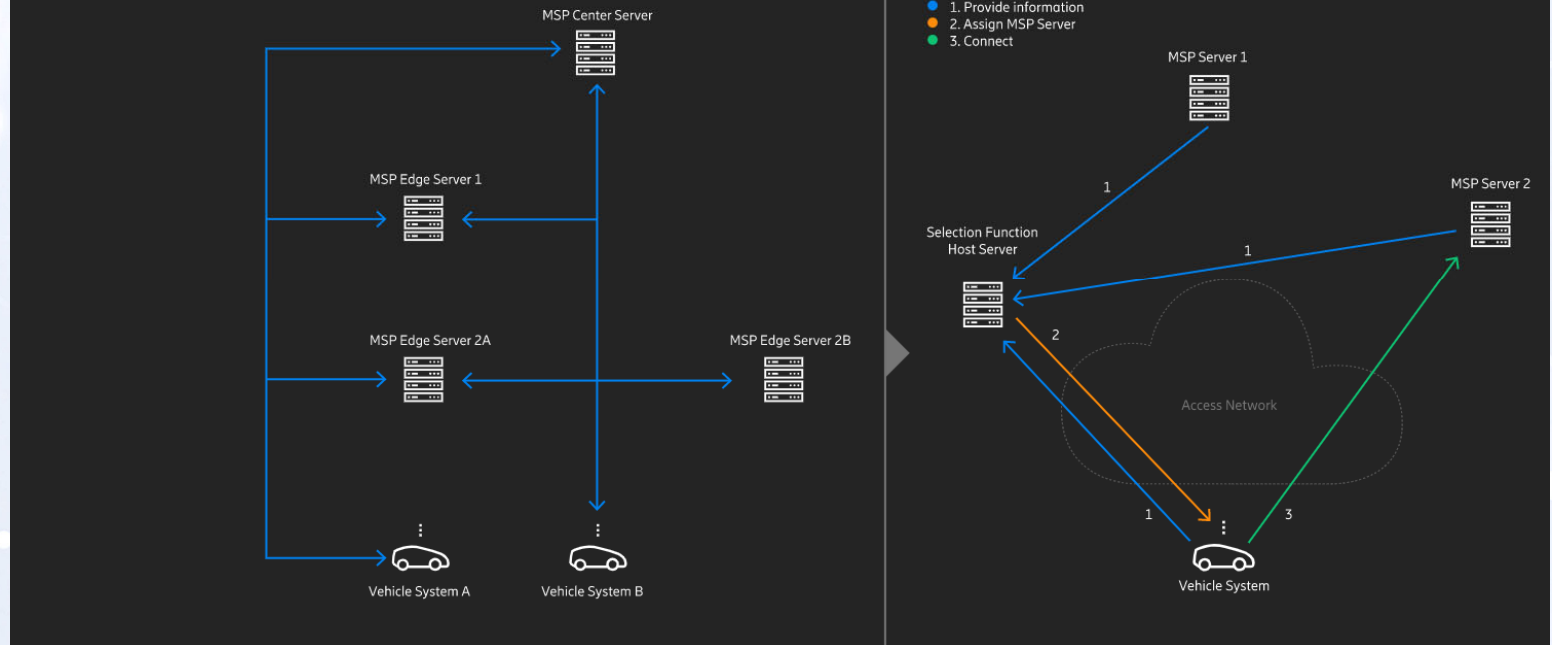 MSP Center Server
MSP Edge Server 1
MSP Edge Server 2A
MSP Edge Server 2B
Vehicle System A
Vehicle System B
1. Provide information
2. Assign MSP Server
3. Connect
MSP Server 1
MSP Server 2
1
1
Selection Function
Host Server
2
Access Network
1
3
Vehicle System